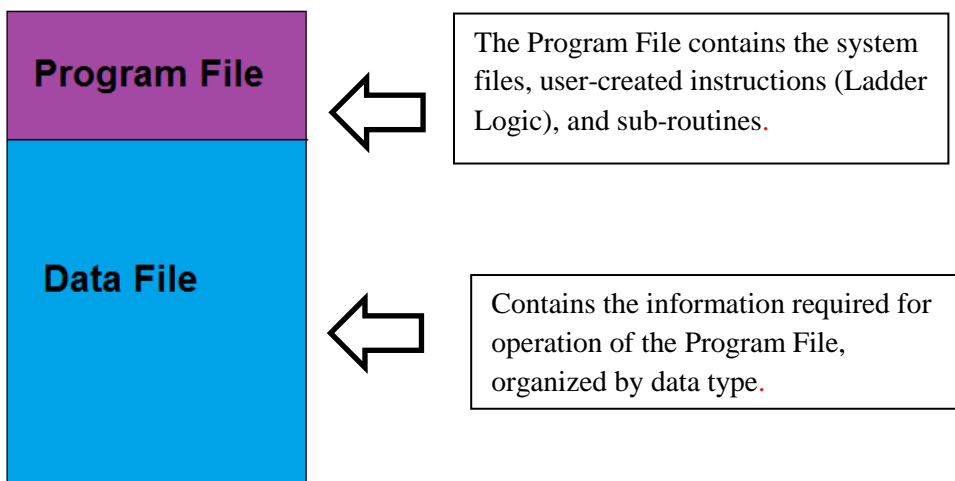 Program File
The Program File contains the system
files, user-created instructions (Ladder
Logic), and sub-routines.
Data File
Contains the information required for
operation of the Program File,
organized by data type.